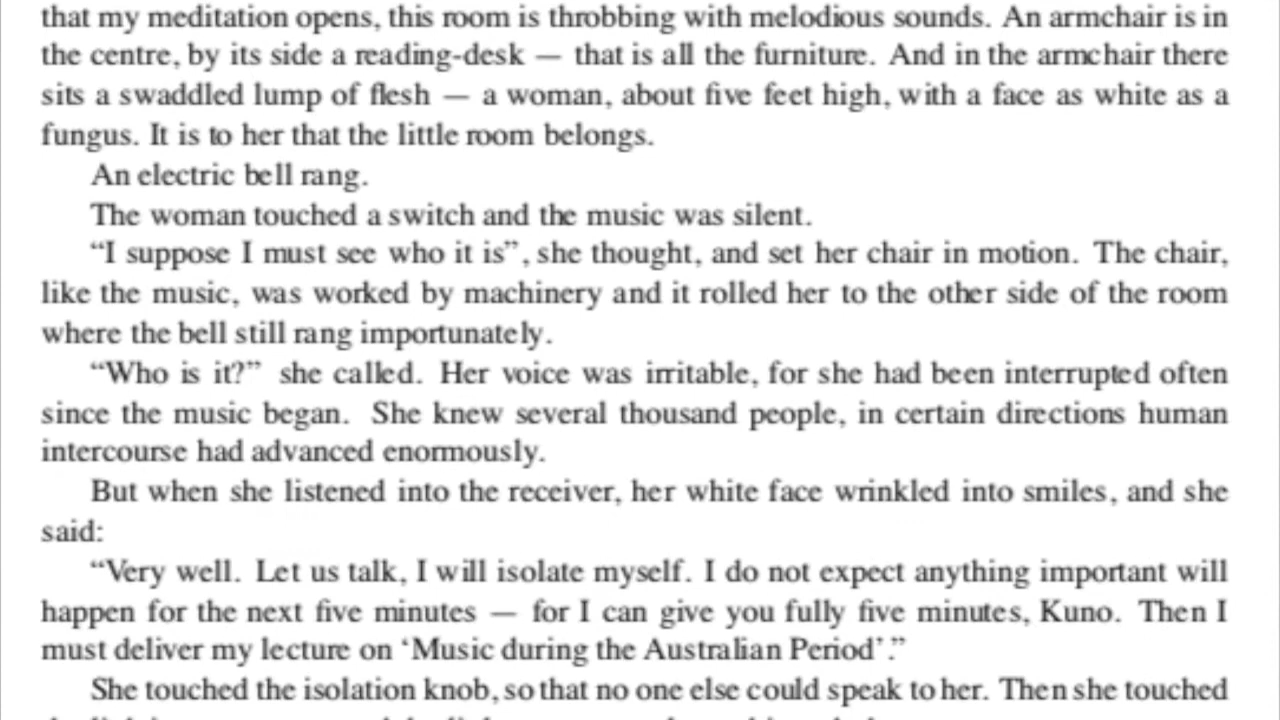 that my meditation opens, this room is throbbing with melodious sounds. An armchair is in
the centre, by its side a reading-desk — that is all the furniture. And in the armchair there
sits a swaddled lump of flesh — a woman, about five feet high, with a face as white as a
fungus. It is to her that the little room belongs.
An electric bell rang.
The woman touched a switch and the music was silent.
“I suppose I must see who it is”, she thought, and set her chair in motion. The chair,
like the music, was worked by machinery and it rolled her to the other side of the room
where the bell still rang importunately.
“Who is it?” she called. Her voice was irritable, for she had been interrupted often
since the music began. She knew several thousand people, in certain directions human
intercourse had advanced enormously.
But when she listened into the receiver, her white face wrinkled into smiles, and she
said:
“Very well. Let us talk, I will isolate myself. I do not expect anything important will
happen for the next five minutes — for I can give you fully five minutes, Kuno. Then I
must deliver my lecture on ‘Music during the Australian Period’.”
She touched the isolation knob, so that no one else could speak to her. Then she touched